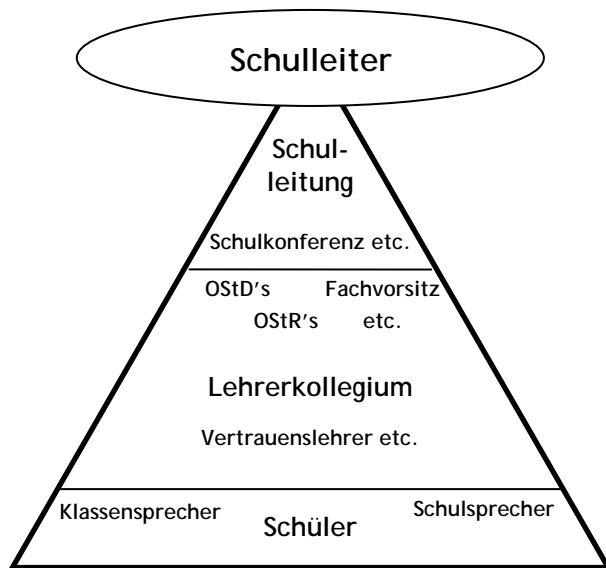 Schulleiter
Schul-
leitung
Schulkonferenz etc.
OStD's Fachvorsitz
OStR's etc.
Lehrerkollegium
Vertrauenslehrer etc.
Klassensprecher Schulsprecher
Schüler